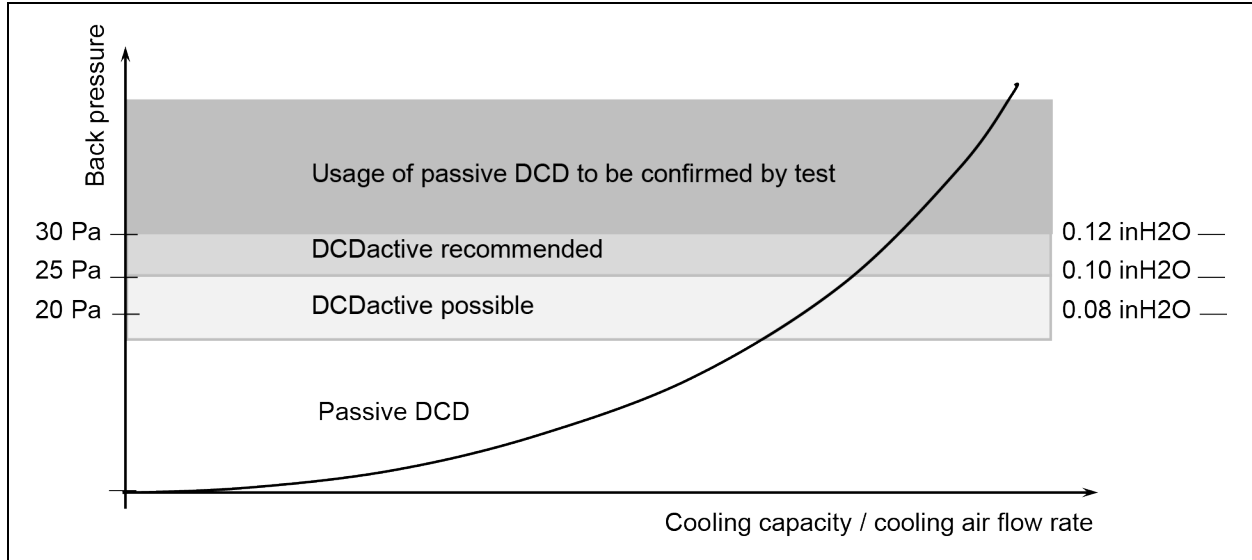 Back pressure
Usage of passive DCD to be confirmed by test
30 Pa
0.12 inH2O
DCDactive recommended
25 Pa
0.10 inH2O
DCDactive possible
20 Pa
0.08 inH2O
Passive DCD
Cooling capacity / cooling air flow rate